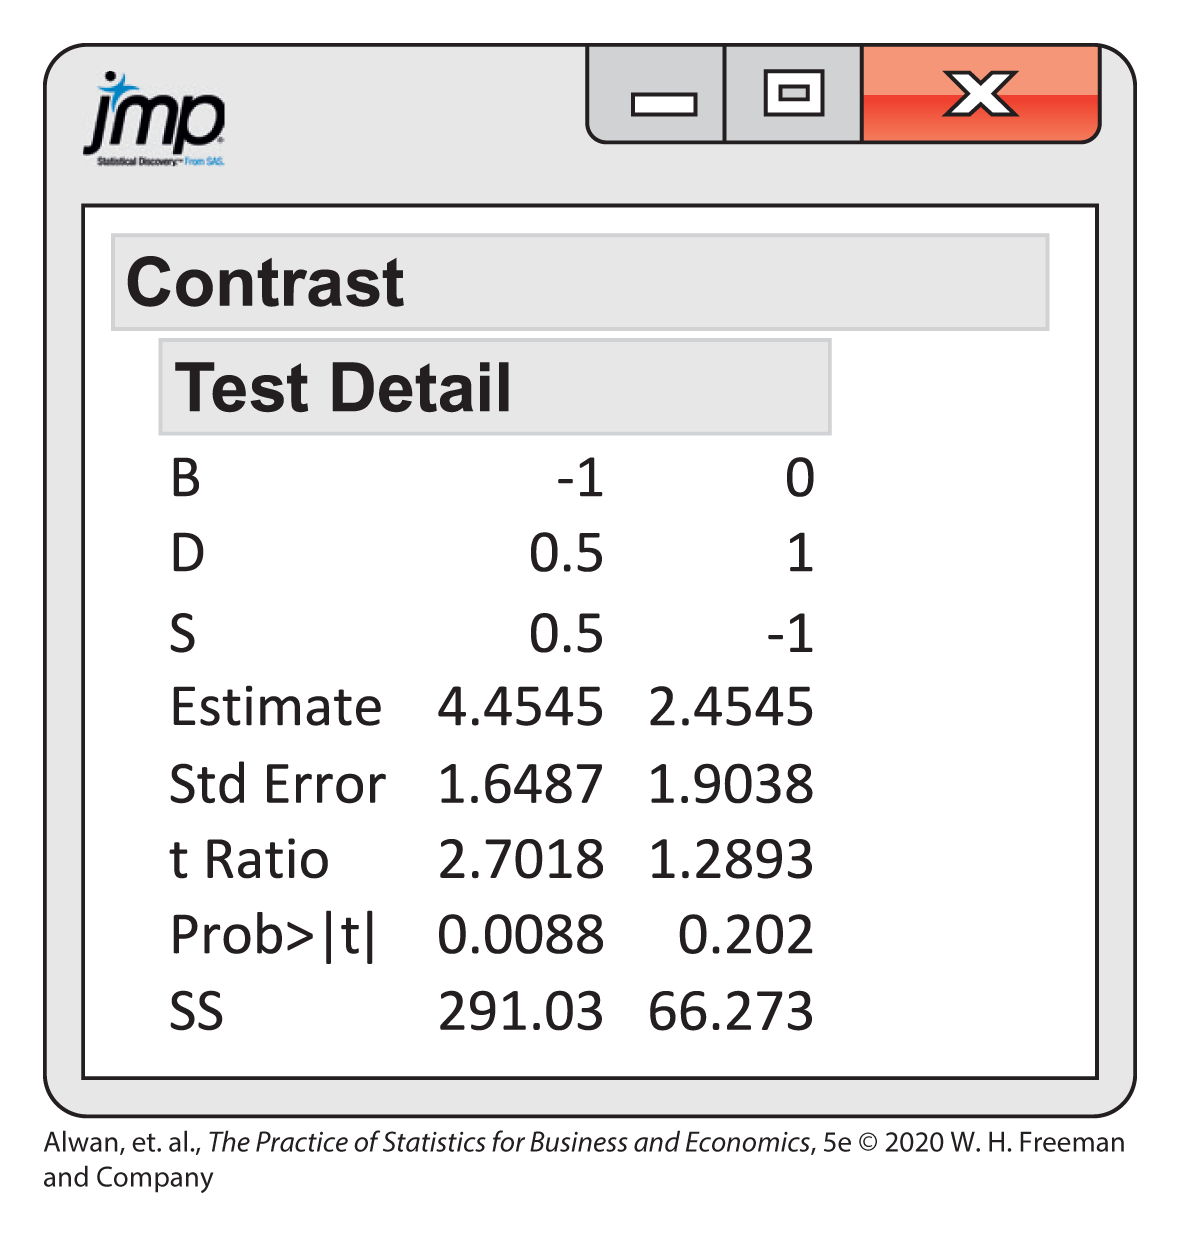 jmp
Statistical Discovery.™ From SAS.
Contrast
Test Detail
B -1 0
D 0.5 1
S 0.5 -1
Estimate 4.4545 2.4545
Std Error 1.6487 1.9038
t Ratio 2.7018 1.2893
Prob>|t| 0.0088 0.202
SS 291.03 66.273
Alwan, et. al., The Practice of Statistics for Business and Economics, 5e © 2020 W. H. Freeman
and Company